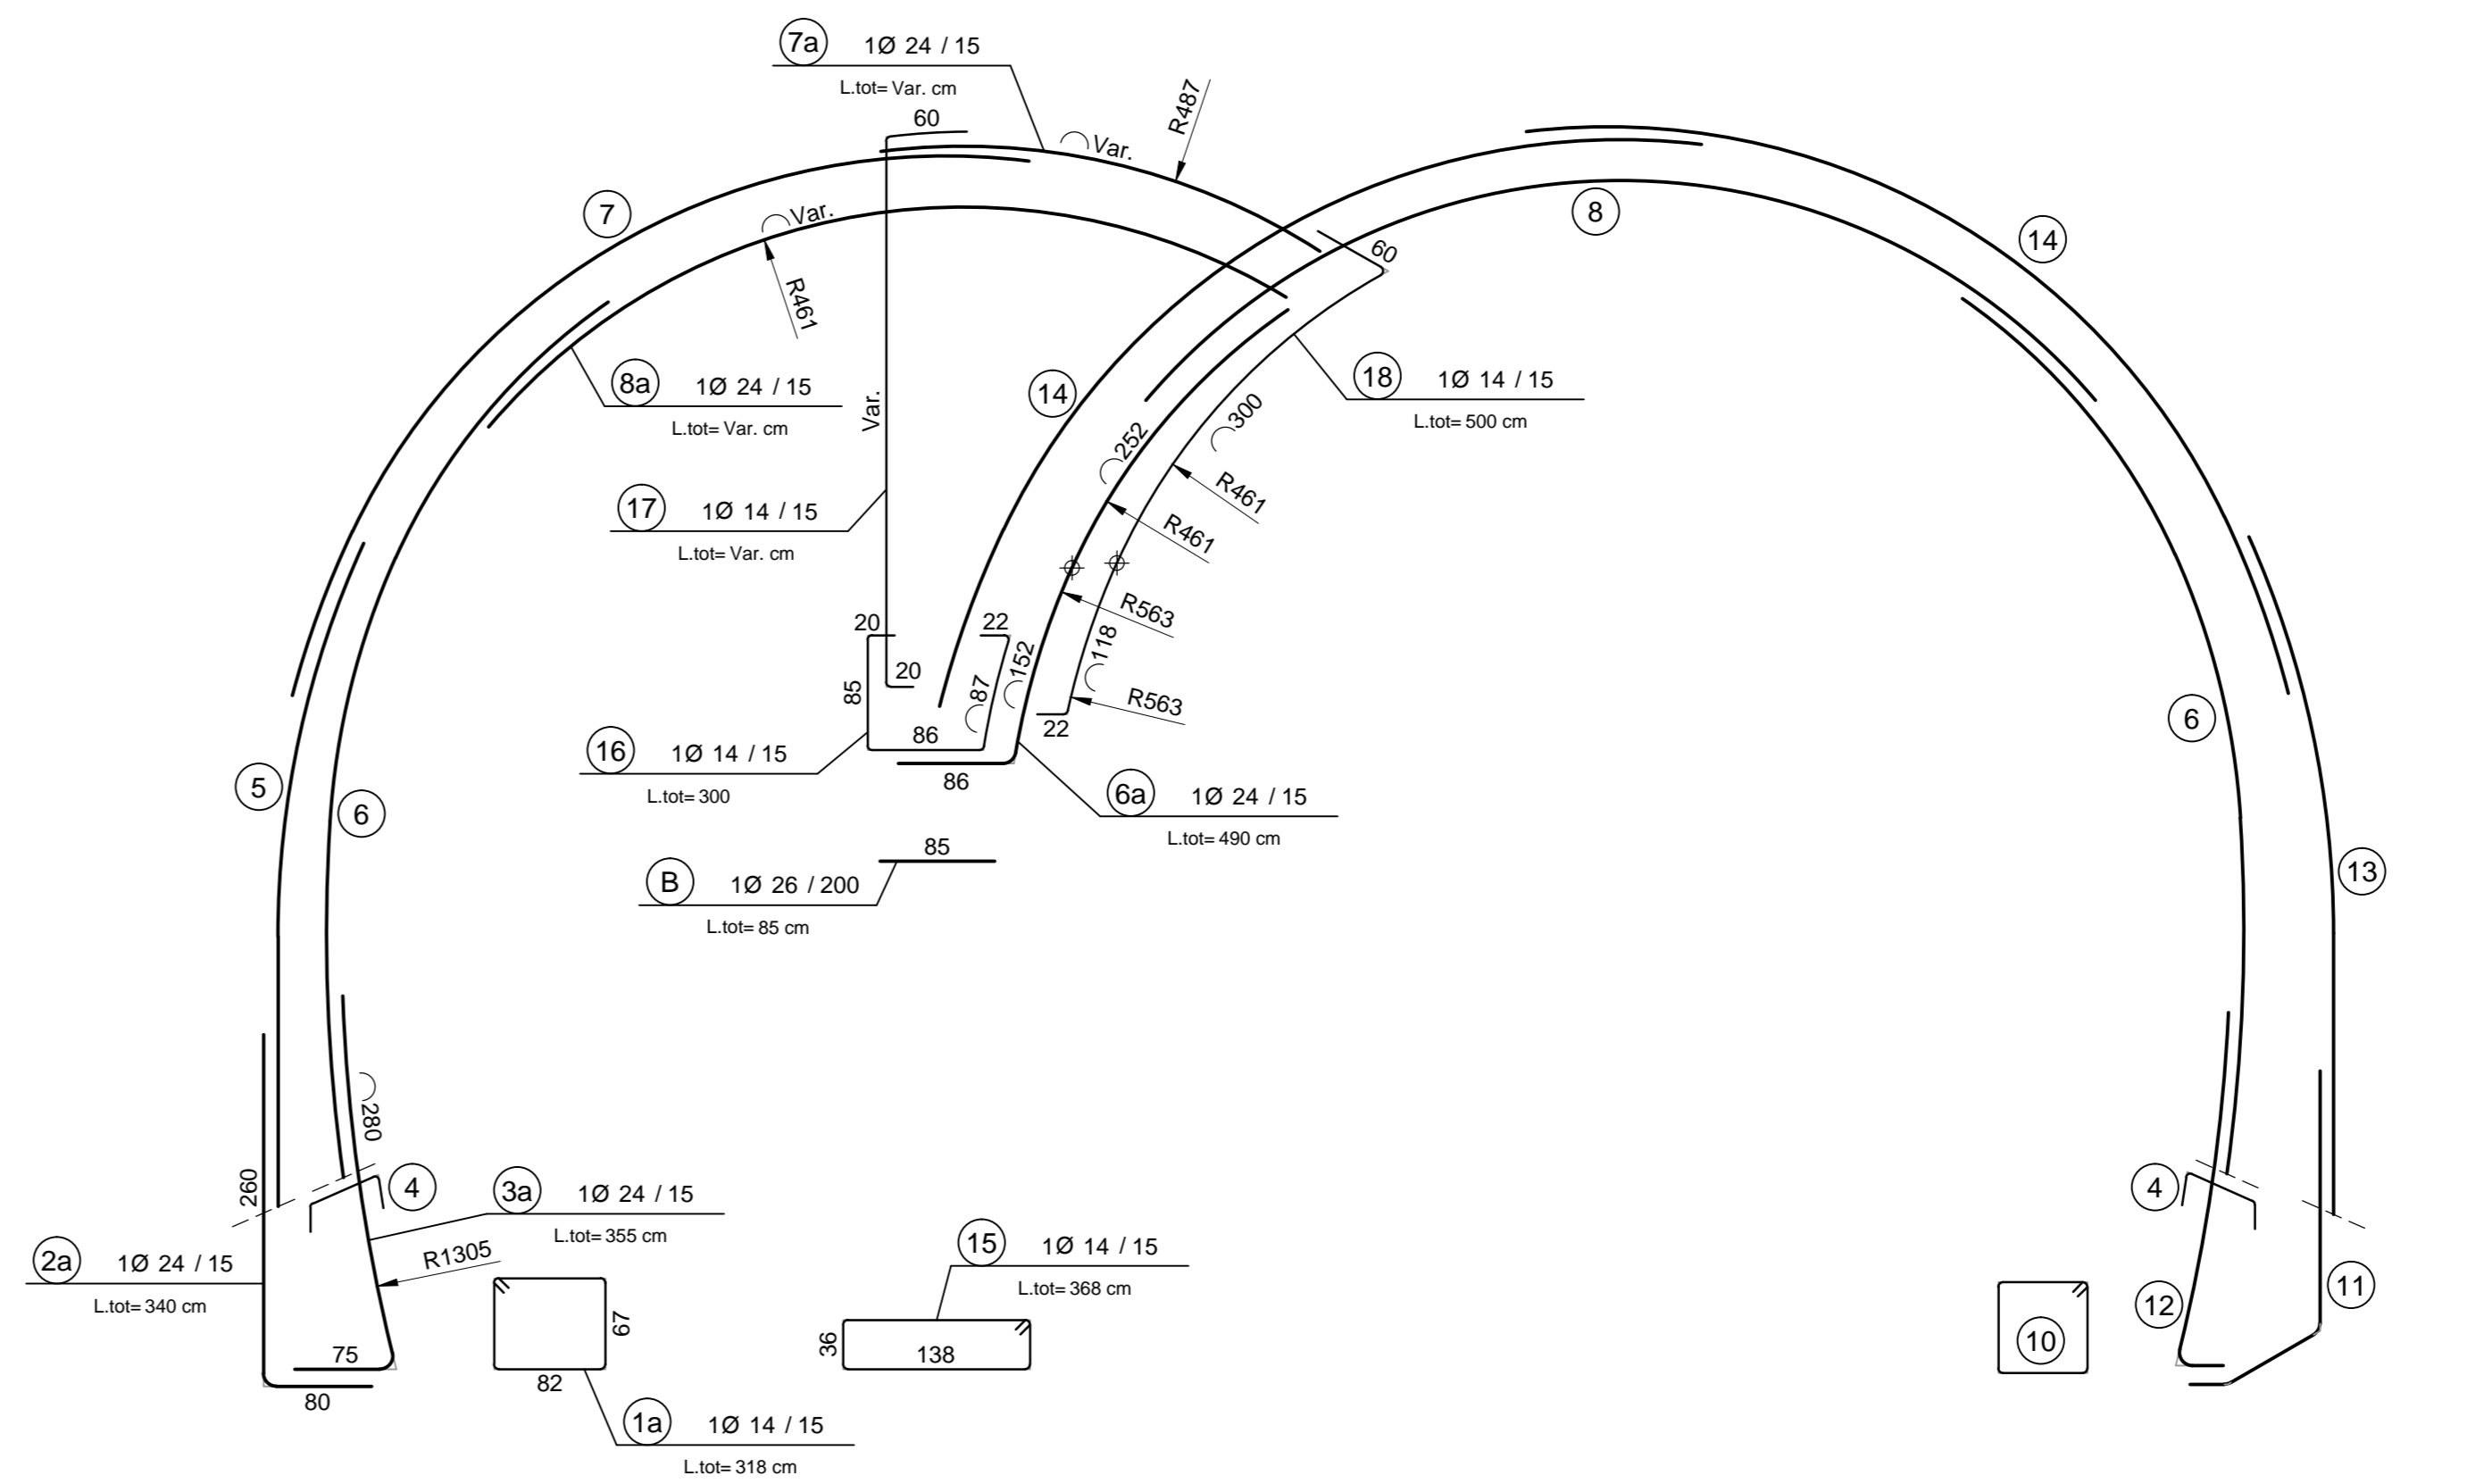 7a 1Ø 24 / 15
L.tot= Var. cm
60
Var.
R487
7
Var.
R461
8
14
60
8a 1Ø 24 / 15
L.tot= Var. cm
Var.
14
18 1Ø 14 / 15
L.tot= 500 cm
300
252
R461
R461
17 1Ø 14 / 15
L.tot= Var. cm
R563
118
R563
22
20
22
20
85
87
152
86
86
16 1Ø 14 / 15
L.tot= 300
6a 1Ø 24 / 15
L.tot= 490 cm
5
6
6
13
85
B 1Ø 26 / 200
L.tot= 85 cm
280
260
4
3a 1Ø 24 / 15
L.tot= 355 cm
R1305
2a 1Ø 24 / 15
L.tot= 340 cm
75
80
67
82
1a 1Ø 14 / 15
L.tot= 318 cm
15 1Ø 14 / 15
L.tot= 368 cm
36
138
4
10
12
11